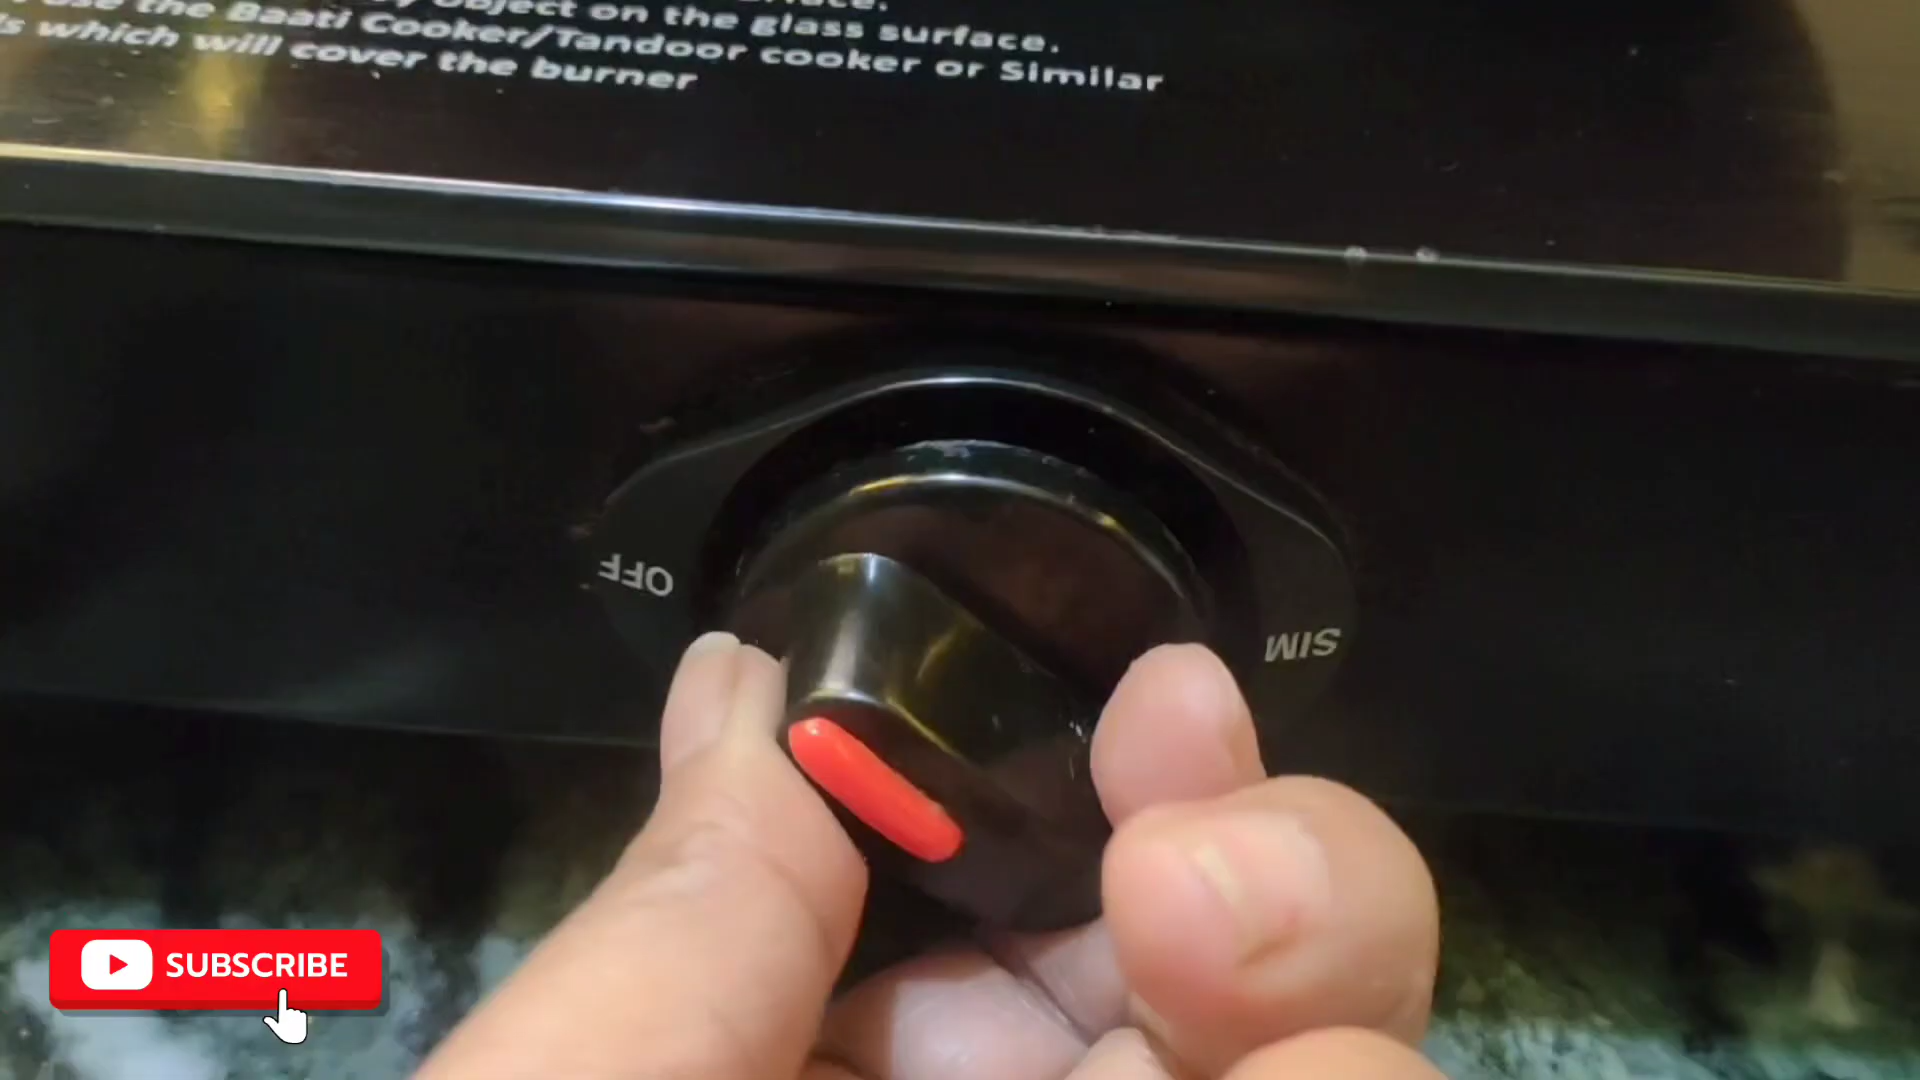 object on the glass surface.
use the Baati Cooker/Tandoor cooker or Similar
which will cover the burner
OFF
SIM
SUBSCRIBE